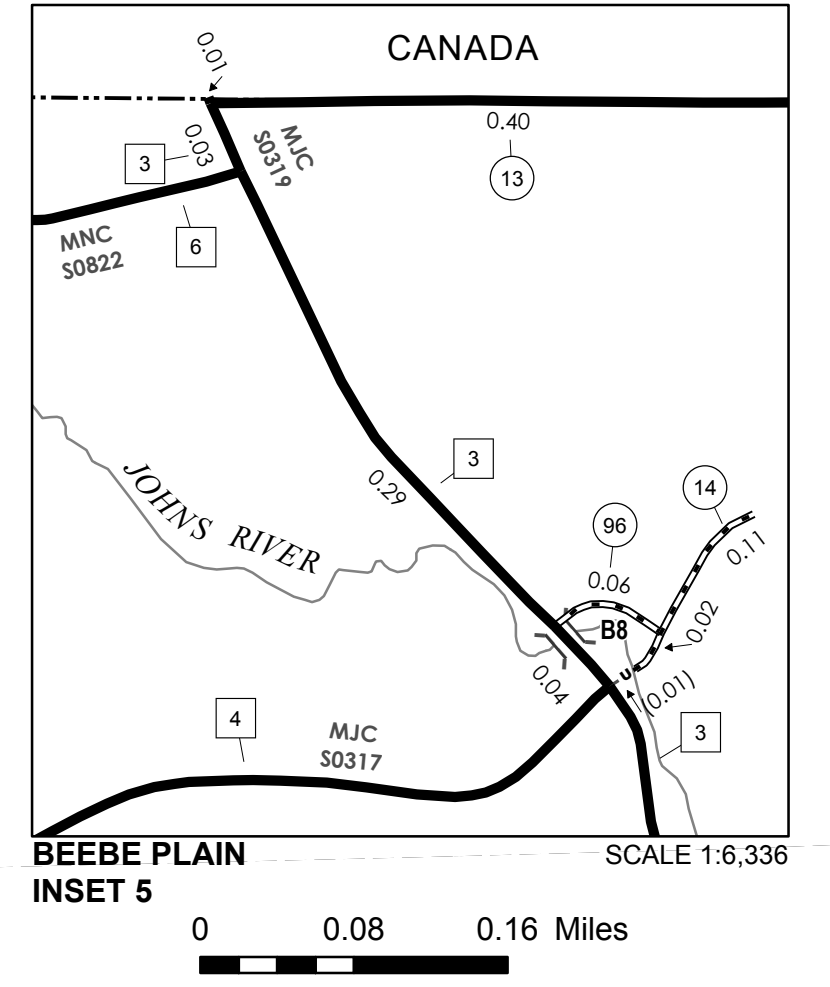 CANADA
0.01
0.40
13
3
0.03
MJC
S0319
6
MNC
S0822
3
0.29
JOHNS RIVER
14
96
0.11
0.06
0.02
B8
0.04
(0.01)
3
4
MJC
S0317
U
BEEBE PLAIN
SCALE 1:6,336
INSET 5
0 0.08 0.16 Miles